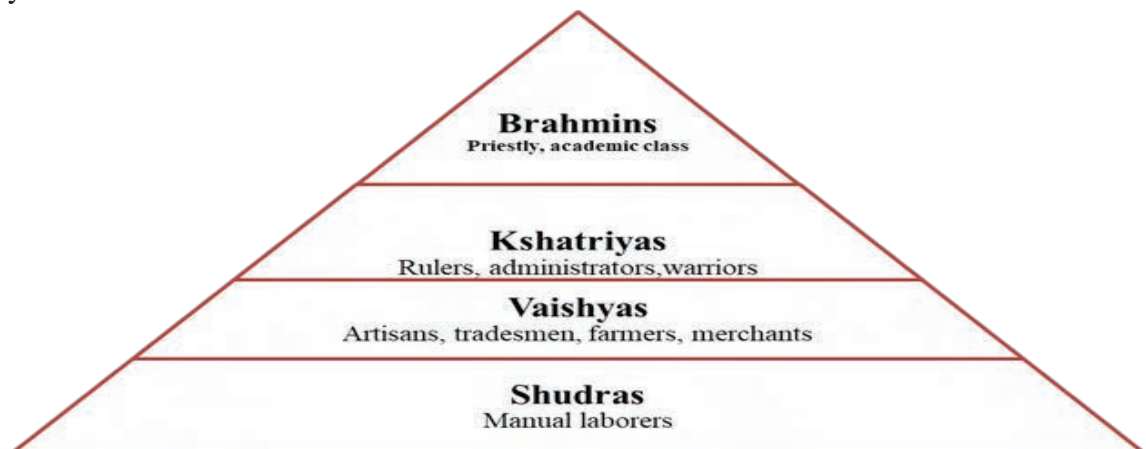 Brahmins
Priestly, academic class
Kshatriyas
Rulers, administrators,warriors
Vaishyas
Artisans, tradesmen, farmers, merchants
Shudras
Manual laborers